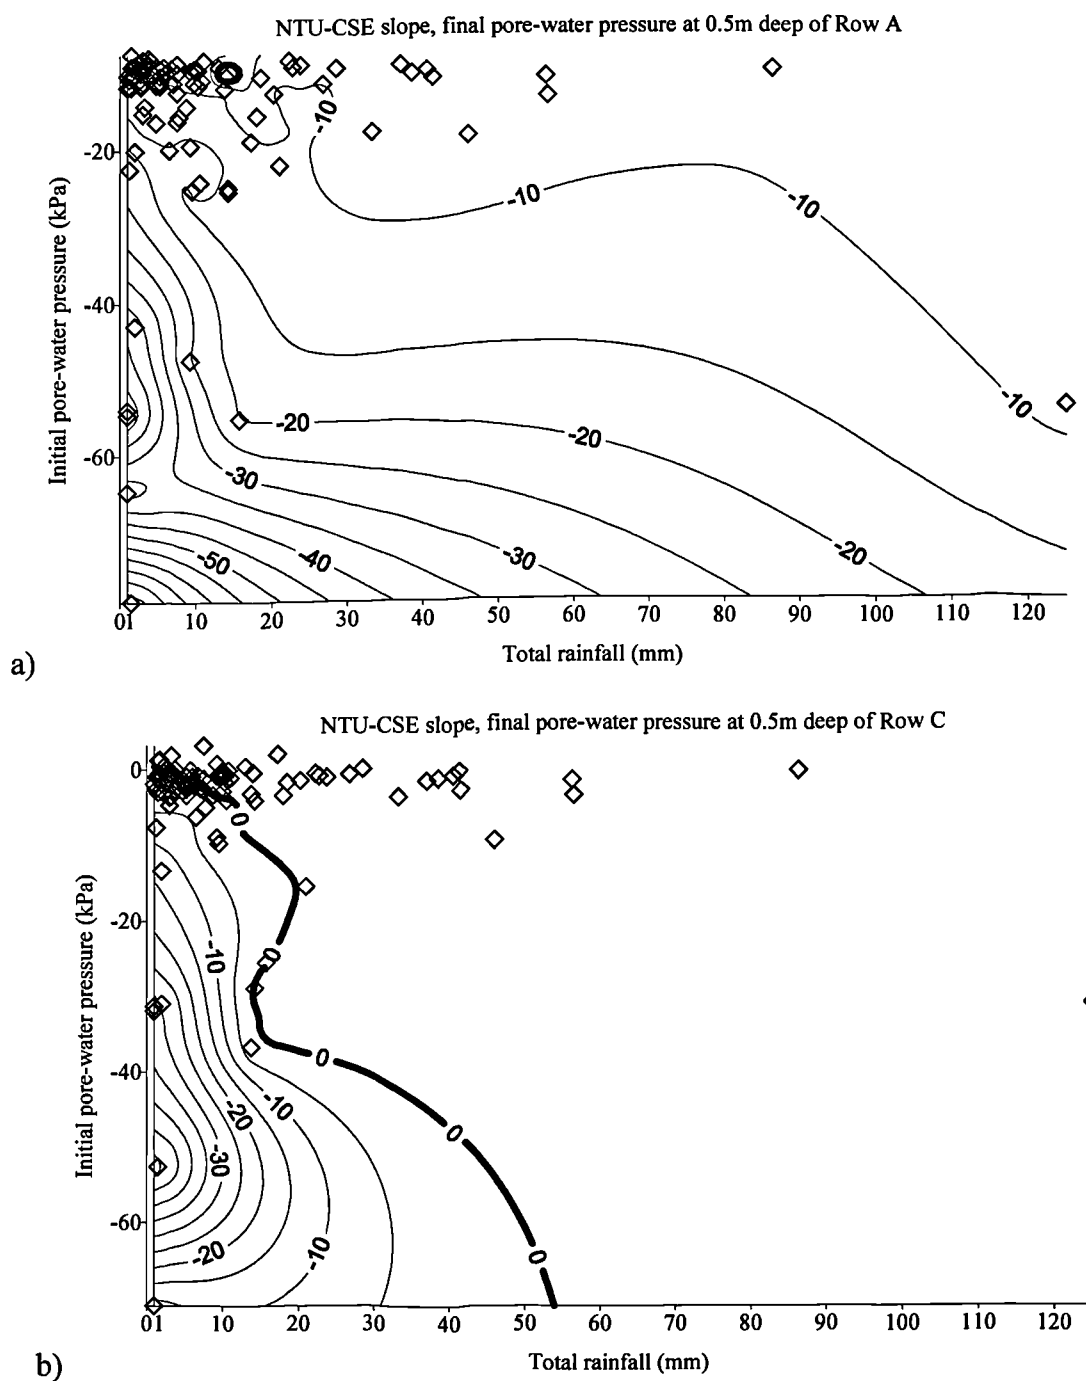 NTU-CSE slope, final pore-water pressure at 0.5m deep of Row A
Initial pore-water pressure (kPa)
-20
-40
-60
-10
-10
-10
-10
-20
-20
-20
-30
-30
-40
-50
01 10 20 30 40 50 60 70 80 90 100 110 120
Total rainfall (mm)
a)
NTU-CSE slope, final pore-water pressure at 0.5m deep of Row C
Initial pore-water pressure (kPa)
0
-20
-40
-60
0
0
0
0
0
-10
-10
-10
-20
-20
-30
01 10 20 30 40 50 60 70 80 90 100 110 120
Total rainfall (mm)
b)